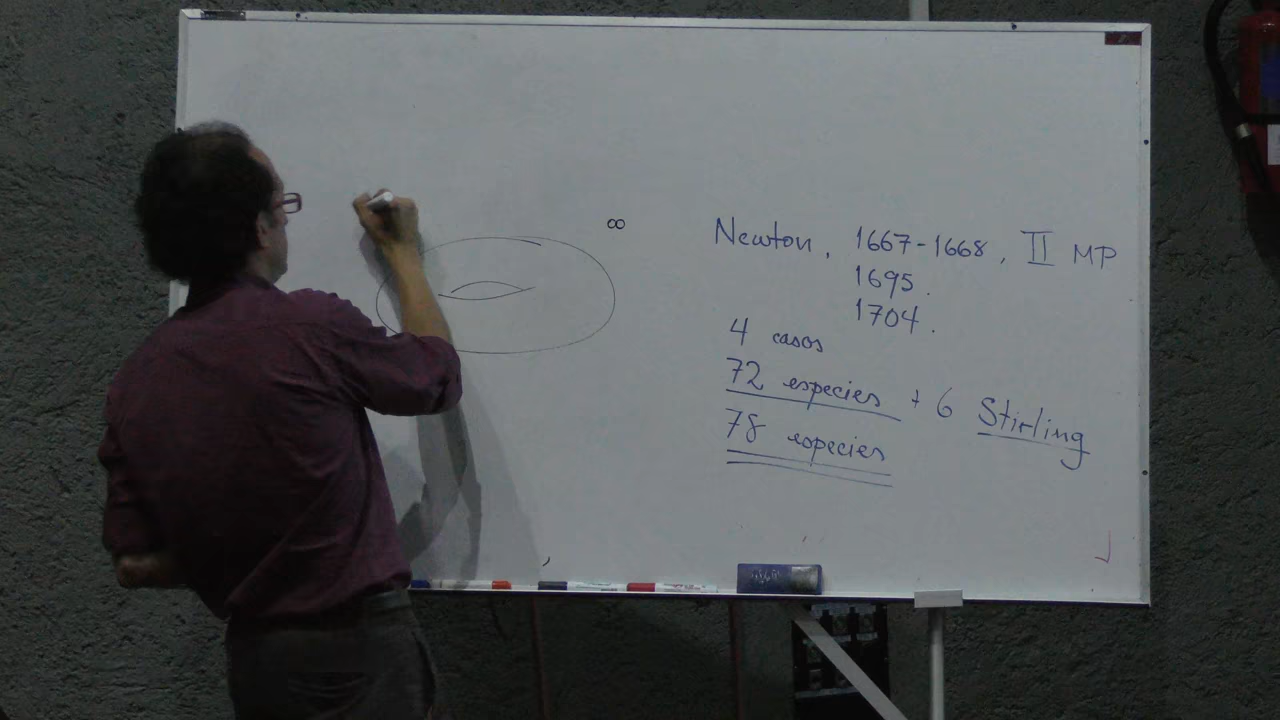 ∞
Newton, 1667-1668, II MP
1695.
1704.
4 casos
72 especies + 6 Stirling
78 especies